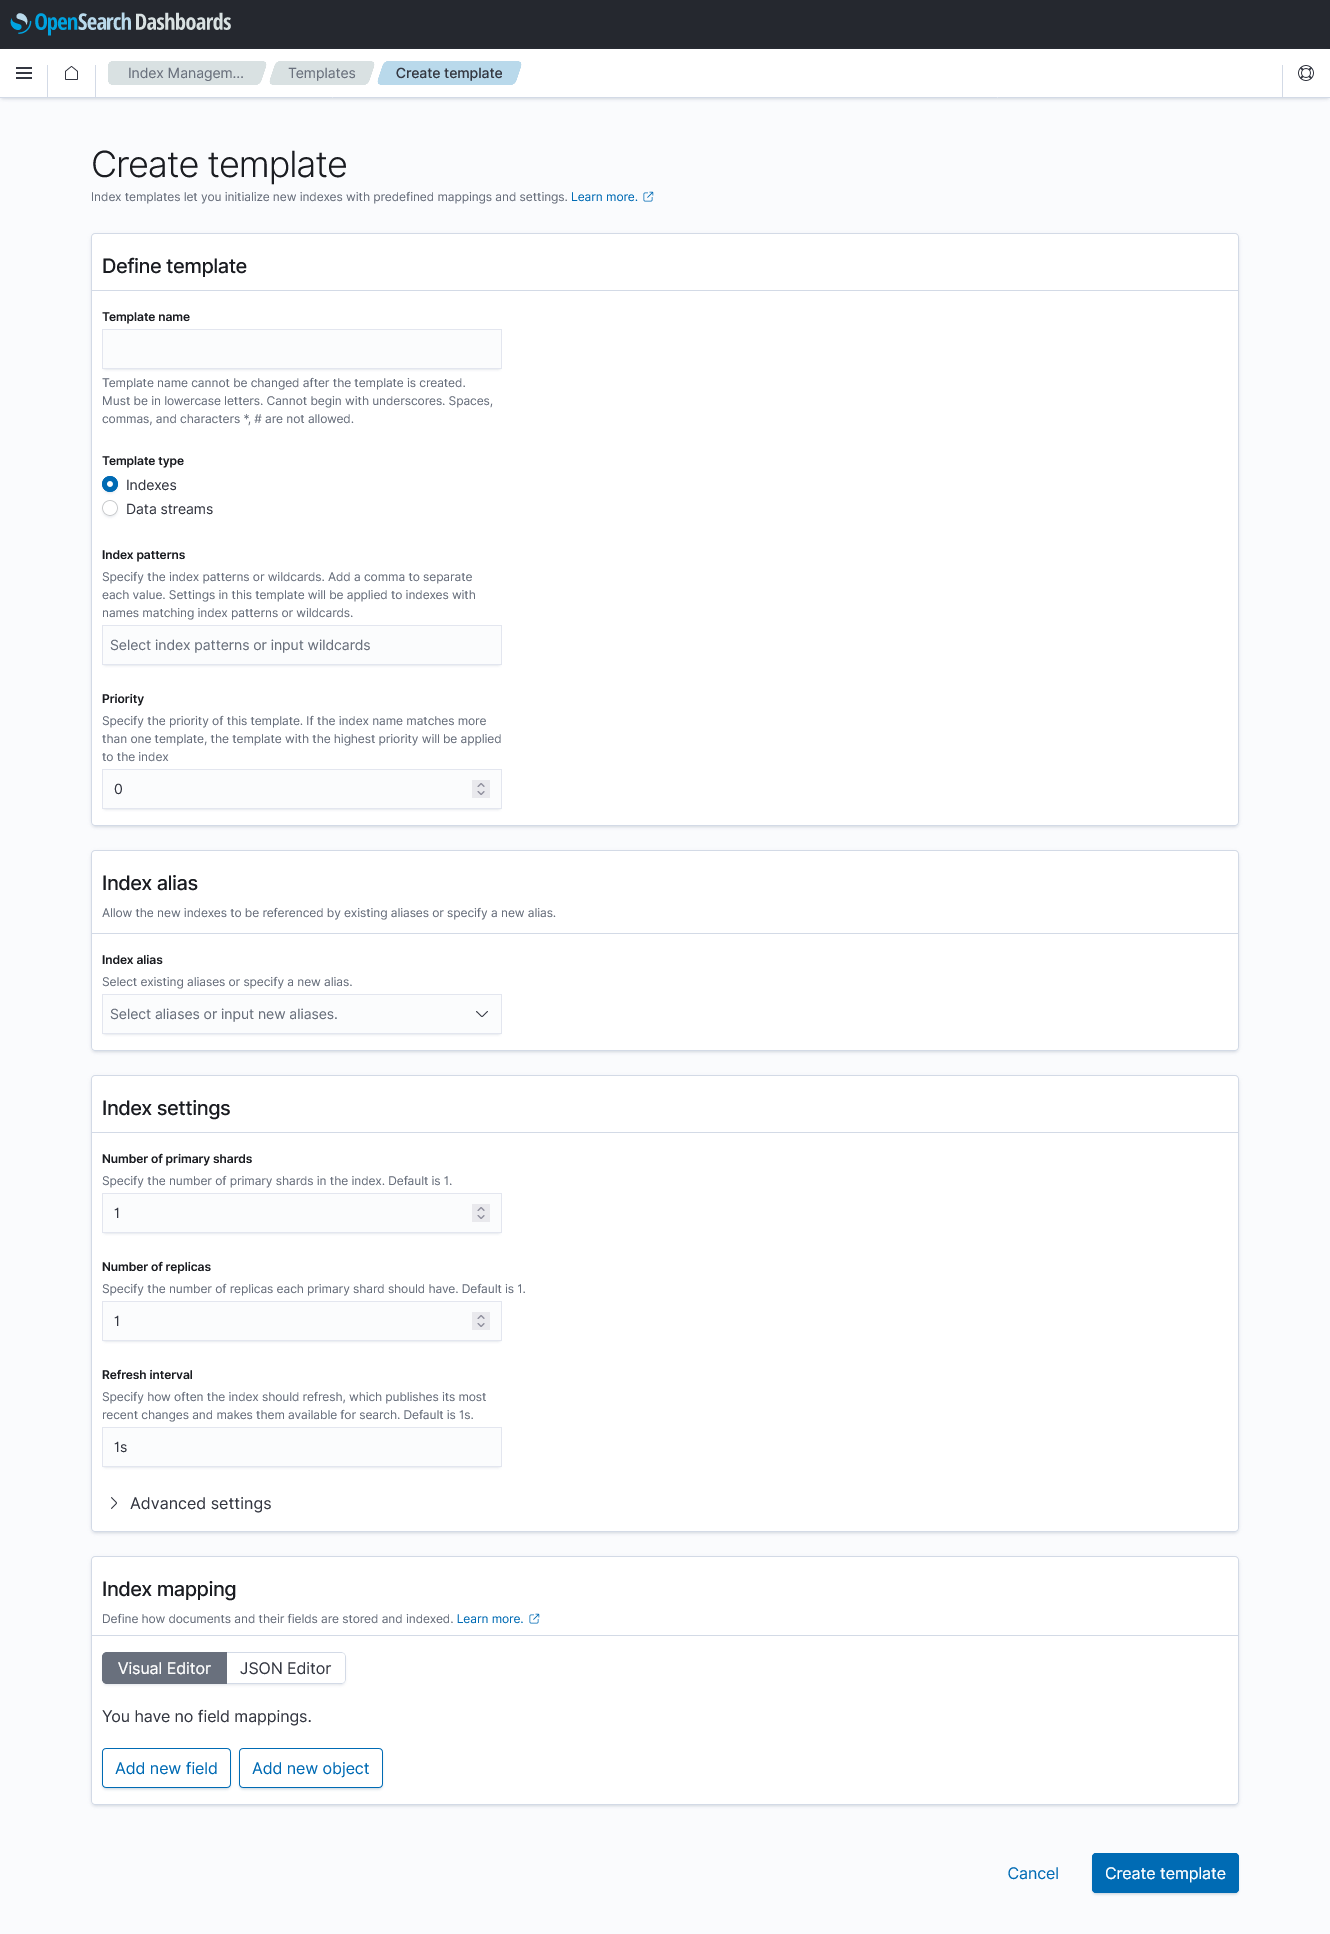 OpenSearch Dashboards
Index Managem...
Templates
Create template
Create template
Index templates let you initialize new indexes with predefined mappings and settings. Learn more.
Define template
Template name
Template name cannot be changed after the template is created.
Must be in lowercase letters. Cannot begin with underscores. Spaces,
commas, and characters *, # are not allowed.
Template type
Indexes
Data streams
Index patterns
Specify the index patterns or wildcards. Add a comma to separate
each value. Settings in this template will be applied to indexes with
names matching index patterns or wildcards.
Select index patterns or input wildcards
Priority
Specify the priority of this template. If the index name matches more
than one template, the template with the highest priority will be applied
to the index
0
Index alias
Allow the new indexes to be referenced by existing aliases or specify a new alias.
Index alias
Select existing aliases or specify a new alias.
Select aliases or input new aliases.
Index settings
Number of primary shards
Specify the number of primary shards in the index. Default is 1.
1
Number of replicas
Specify the number of replicas each primary shard should have. Default is 1.
1
Refresh interval
Specify how often the index should refresh, which publishes its most
recent changes and makes them available for search. Default is 1s.
1s
Advanced settings
Index mapping
Define how documents and their fields are stored and indexed. Learn more.
Visual Editor
JSON Editor
You have no field mappings.
Add new field
Add new object
Cancel
Create template